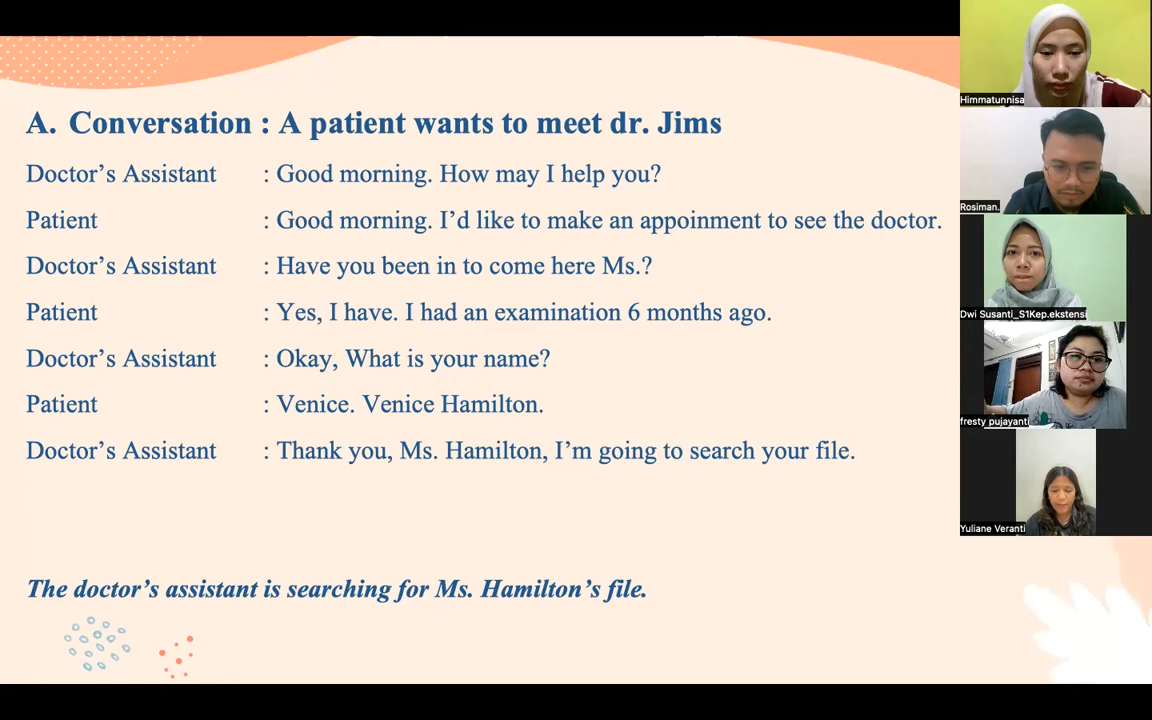 A. Conversation : A patient wants to meet dr. Jims
Doctor’s Assistant : Good morning. How may I help you?
Patient : Good morning. I’d like to make an appoinment to see the doctor.
Doctor’s Assistant : Have you been in to come here Ms.?
Patient : Yes, I have. I had an examination 6 months ago.
Doctor’s Assistant : Okay, What is your name?
Patient : Venice. Venice Hamilton.
Doctor’s Assistant : Thank you, Ms. Hamilton, I’m going to search your file.
The doctor’s assistant is searching for Ms. Hamilton’s file.
Himmatunnisa
Rosiman.
Dwi Susanti_S1Kep.ekstensi
fresty pujayanti
Yuliane Veranti